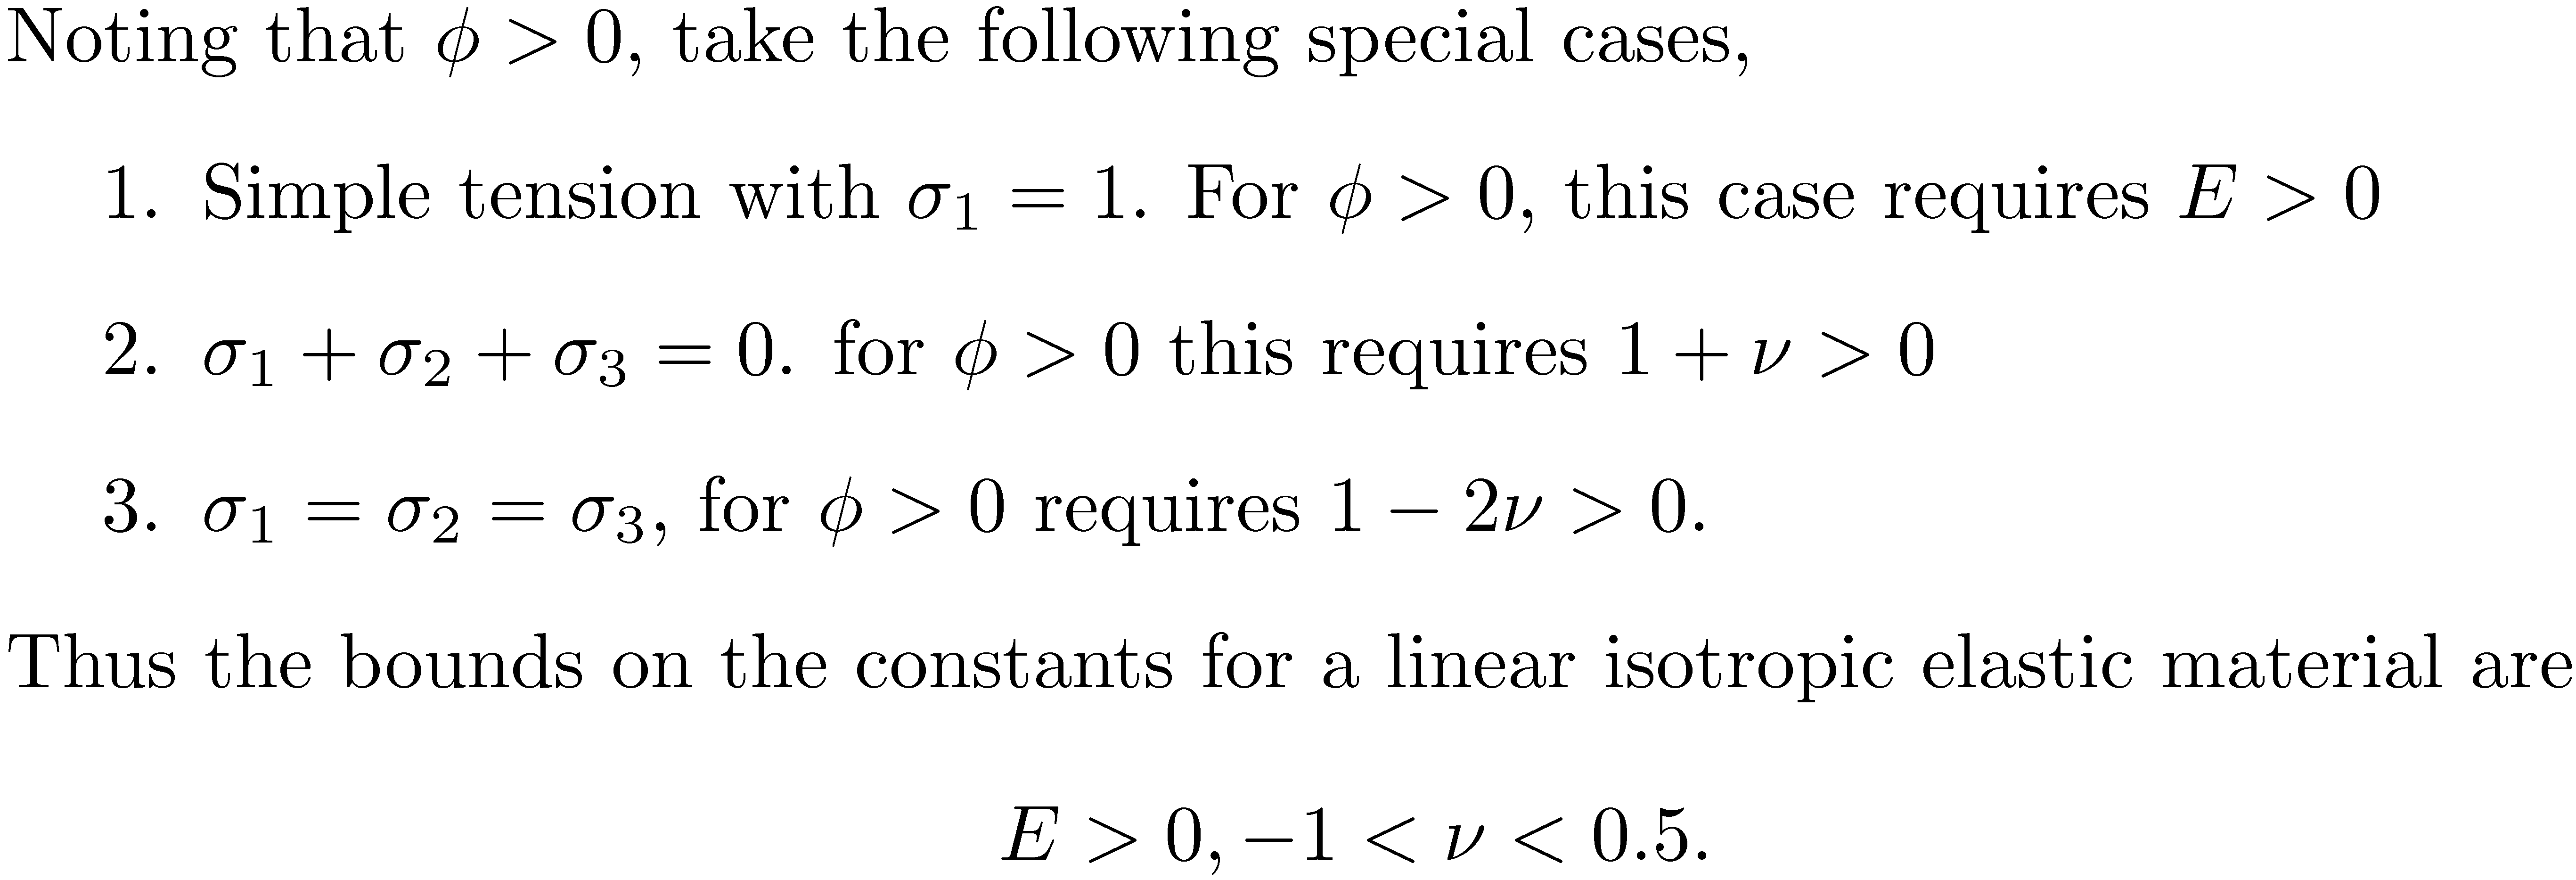 Noting that ϕ > 0, take the following special cases,
1. Simple tension with σ₁ = 1. For ϕ > 0, this case requires E > 0
2. σ₁ + σ₂ + σ₃ = 0. for ϕ > 0 this requires 1 + ν > 0
3. σ₁ = σ₂ = σ₃, for ϕ > 0 requires 1 − 2ν > 0.
Thus the bounds on the constants for a linear isotropic elastic material are
E > 0, −1 < ν < 0.5.